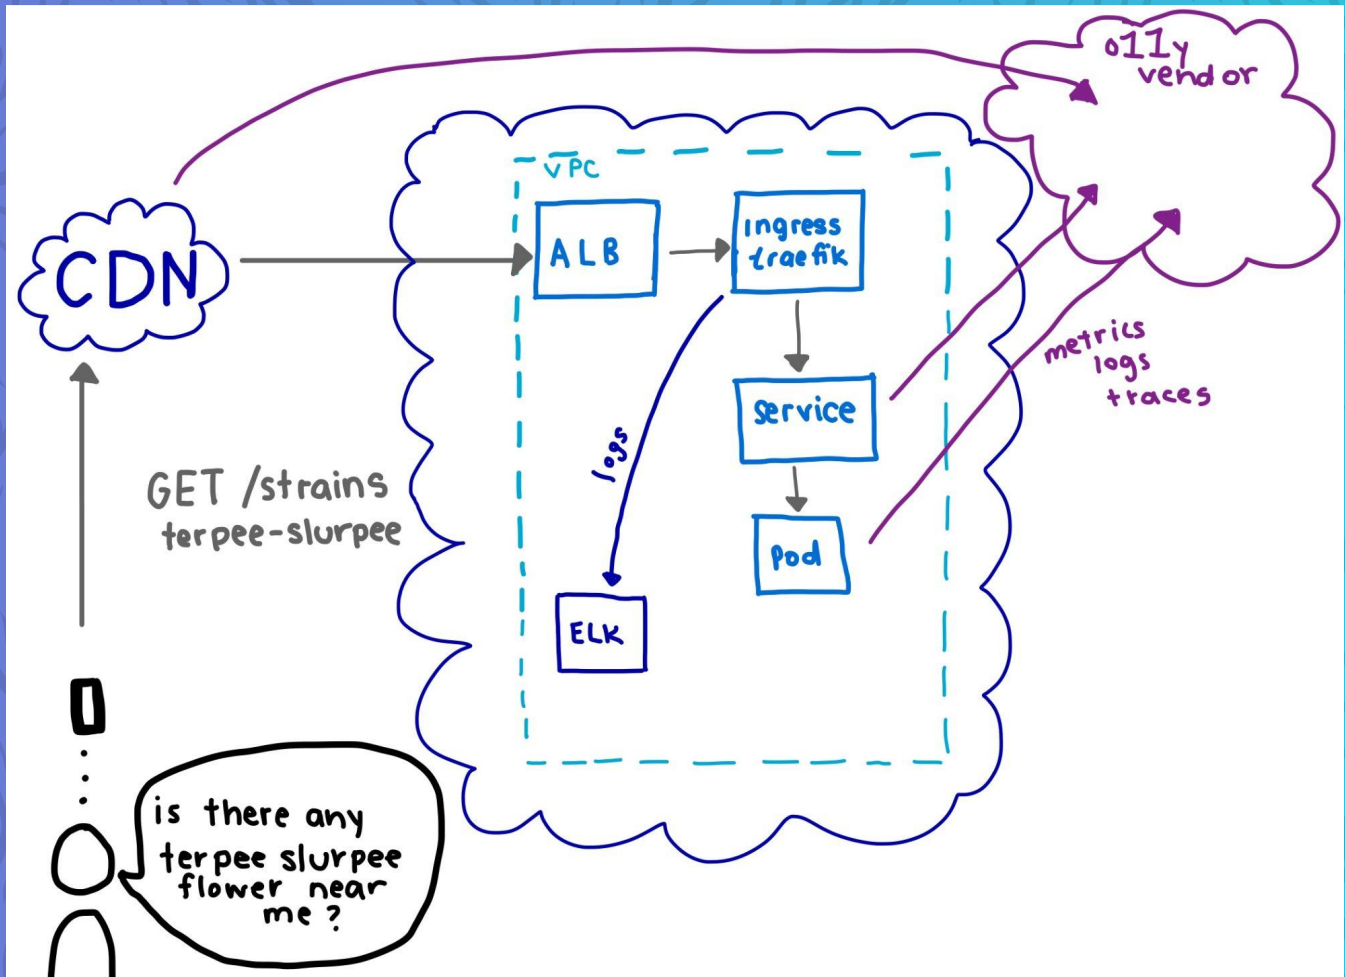 o11y
vendor
VPC
CDN
ALB
ingress
traefik
service
pod
logs
ELK
metrics
logs
traces
GET /strains
terpee-slurpee
is there any
terpee slurpee
flower near
me?